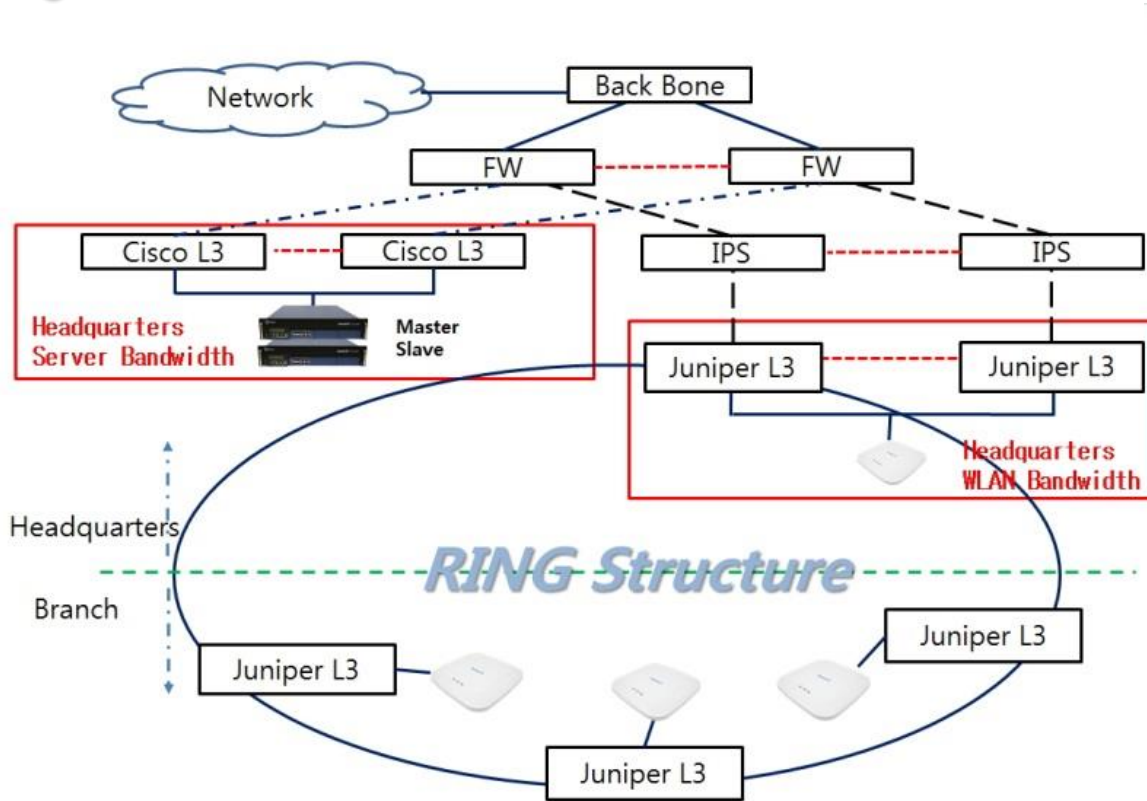 Network
Back Bone
FW
FW
Cisco L3
Cisco L3
IPS
IPS
Headquarters
Server Bandwidth
Master
Slave
Juniper L3
Juniper L3
Headquarters
WLAN Bandwidth
Headquarters
RING Structure
Branch
Juniper L3
Juniper L3
Juniper L3